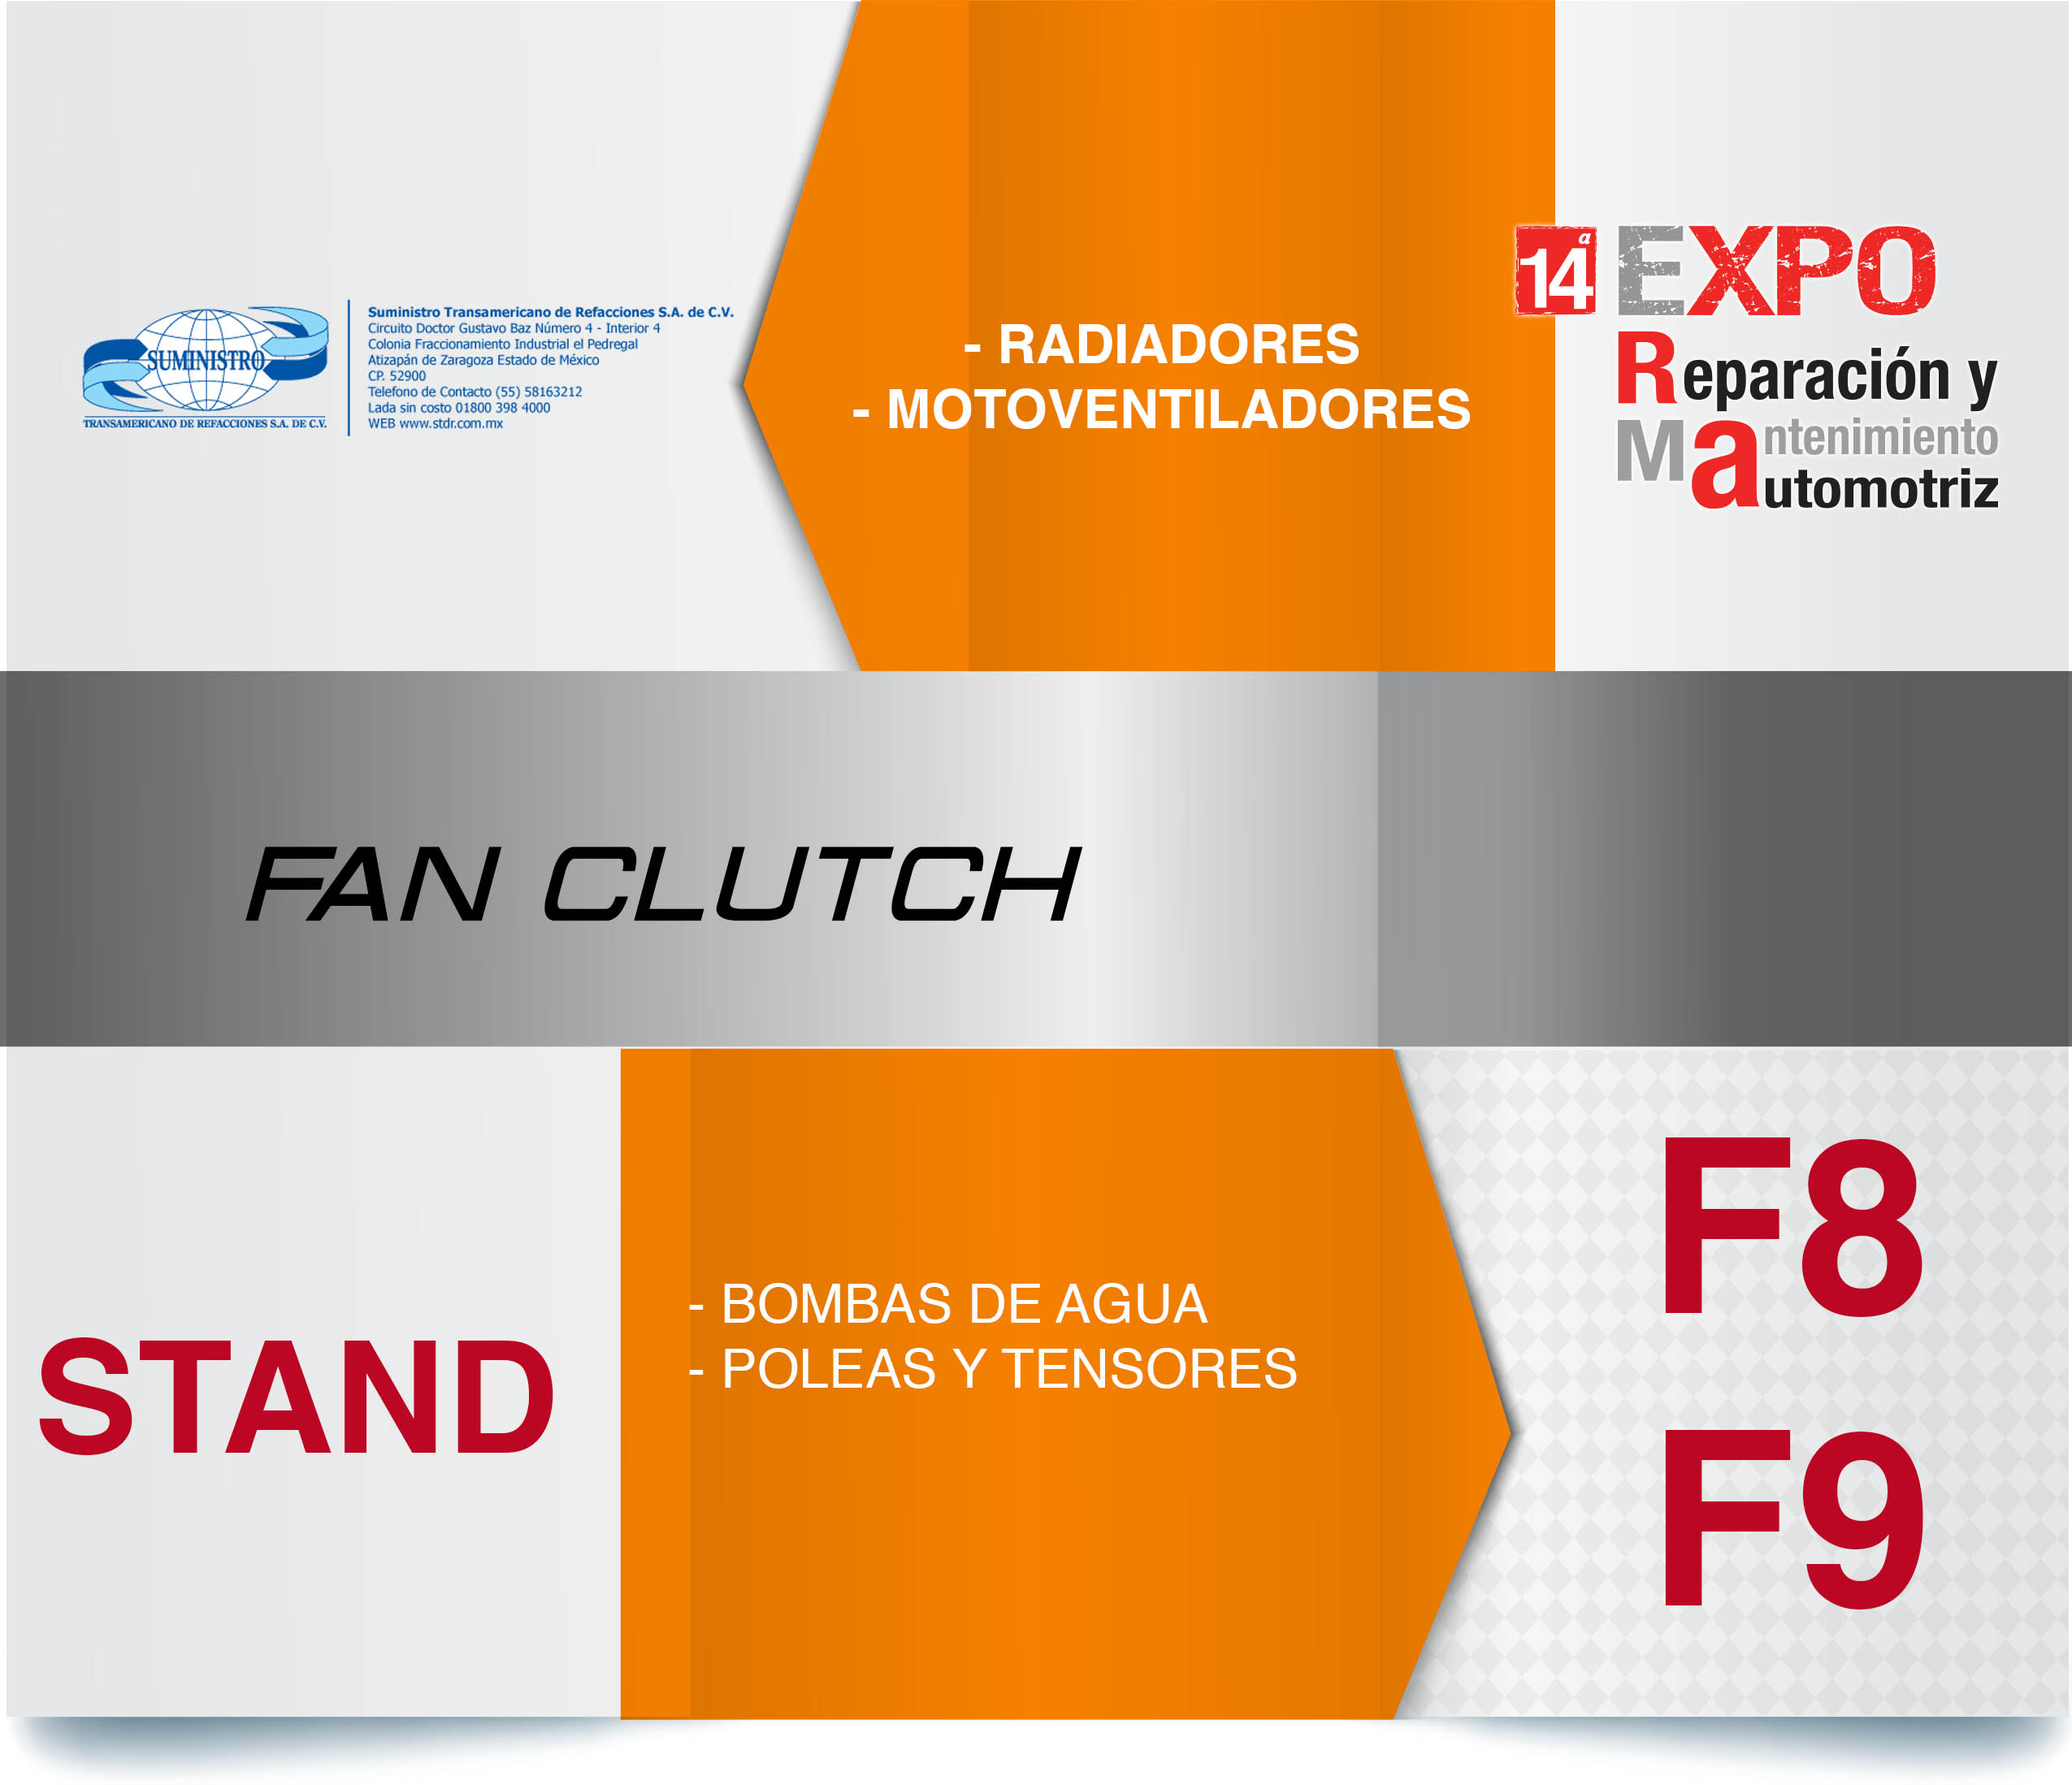 SUMINISTRO
TRANSAMERICANO DE REFACCIONES S.A. DE C.V.
Suministro Transamericano de Refacciones S.A. de C.V.
Circuito Doctor Gustavo Baz Número 4 - Interior 4
Colonia Fraccionamiento Industrial el Pedregal
Atizapán de Zaragoza Estado de México
CP. 52900
Telefono de Contacto (55) 58163212
Lada sin costo 01800 398 4000
WEB www.stdr.com.mx
- RADIADORES
- MOTOVENTILADORES
14ª EXPO
Reparación y
Mantenimiento
automotriz
FAN CLUTCH
STAND
- BOMBAS DE AGUA
- POLEAS Y TENSORES
F8
F9